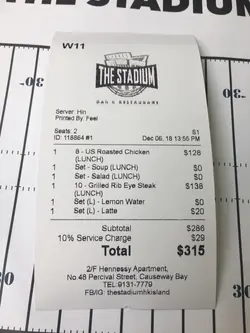 THE STADIUM
W11
THE STADIUM
BAR & RESTAURANT
Server: Hin
Printed By: Feel
Seats: 2 S1
ID: 118864 #1 Dec 06, 18 13:55 PM
1 8 - US Roasted Chicken $128
(LUNCH)
1 Set - Soup (LUNCH) $0
1 Set - Salad (LUNCH) $0
1 10 - Grilled Rib Eye Steak $138
(LUNCH)
1 Set (L) - Lemon Water $0
1 Set (L) - Latte $20
Subtotal $286
10% Service Charge $29
Total $315
2/F Hennessy Apartment,
No.48 Percival Street, Causeway Bay
TEL:9131-7779
FB/IG: thestadiumhkisland